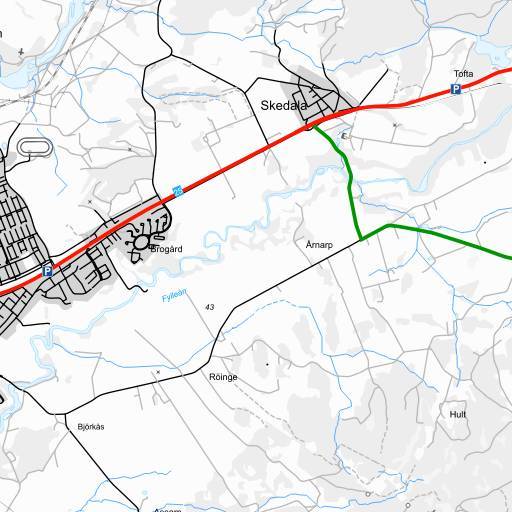 Tofta
P
Skedala
25
Årnarp
Brogård
P
Fylleån
43
Röinge
Hult
Björkås